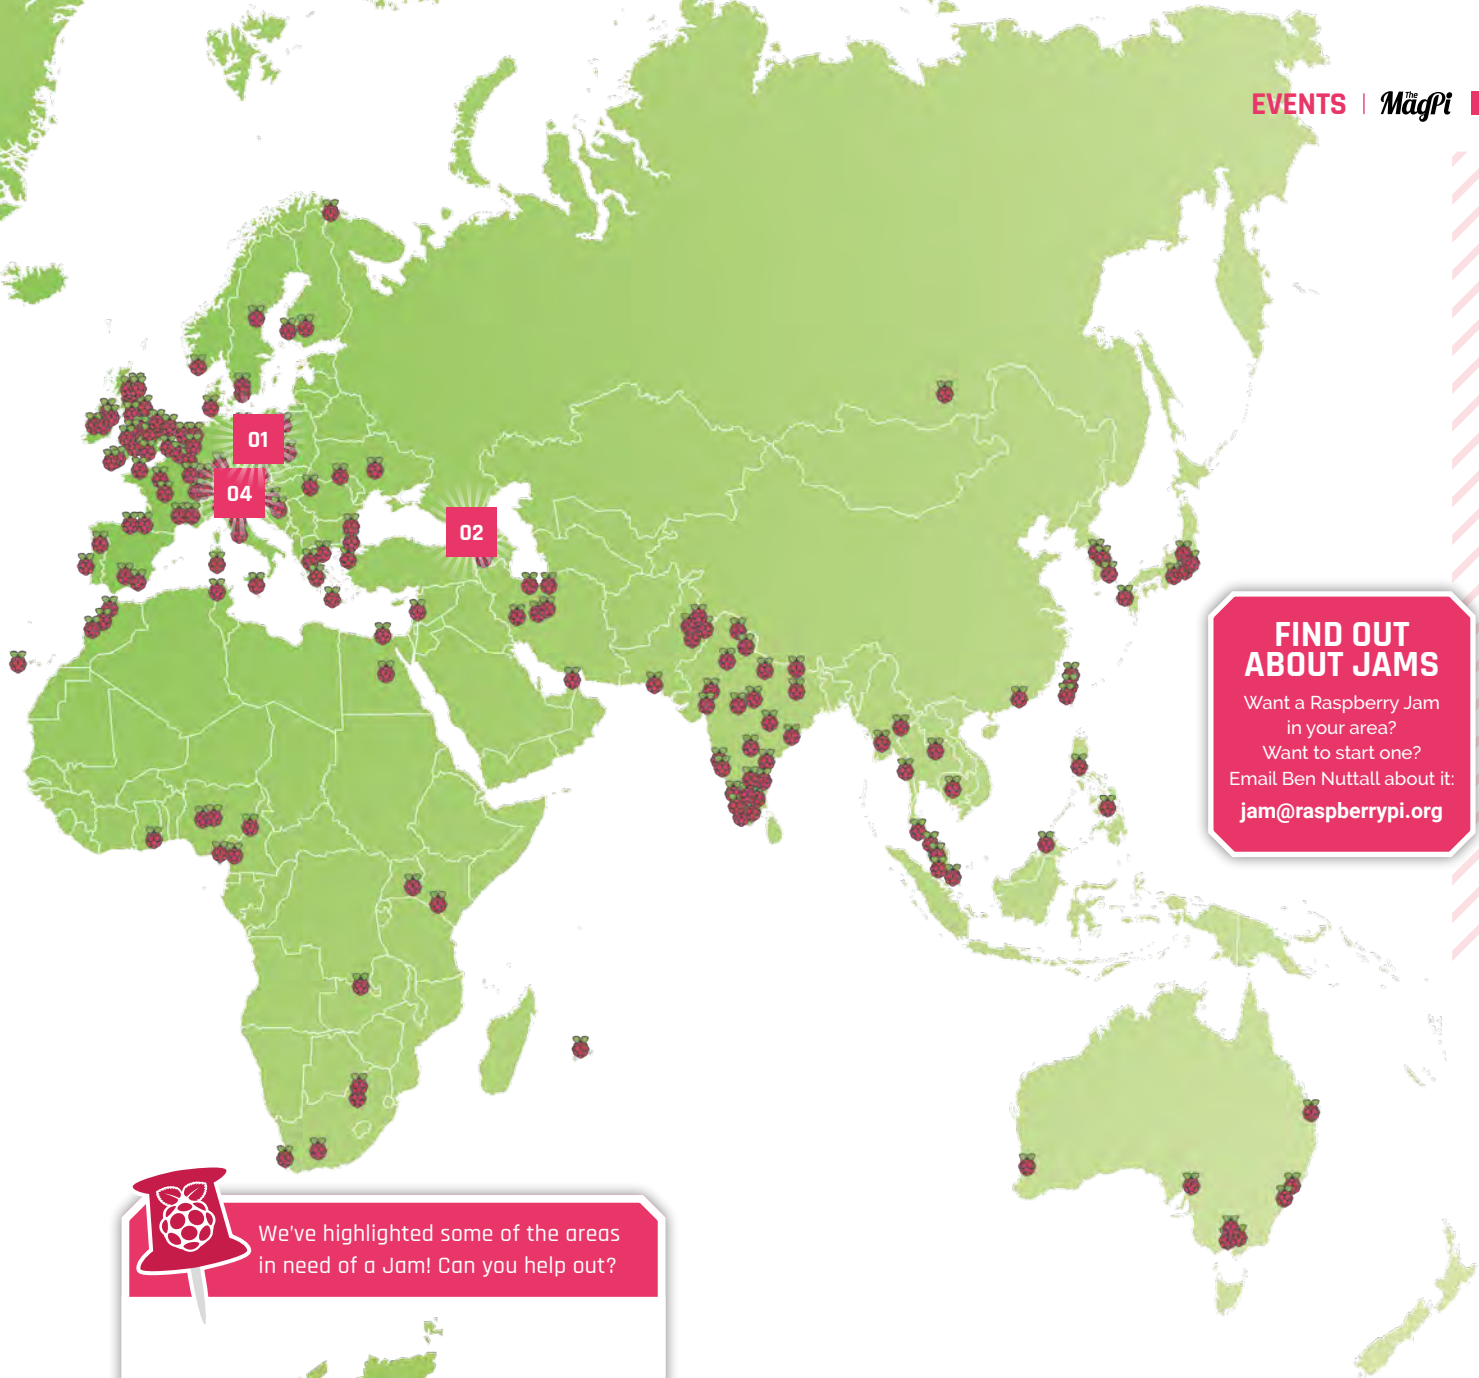 EVENTS
The MagPi
01
04
02
FIND OUT
ABOUT JAMS
Want a Raspberry Jam
in your area?
Want to start one?
Email Ben Nuttall about it:
jam@raspberrypi.org
We've highlighted some of the areas
in need of a Jam! Can you help out?